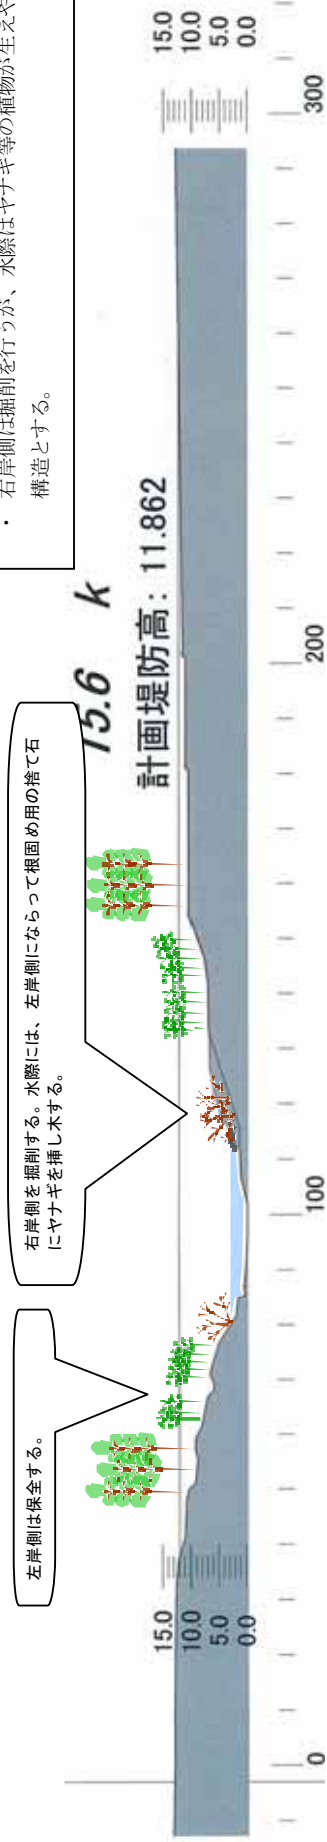 ・ 右岸側は掘削を行うが、水際はヤナギ等の植物が生えや
構造とする。
左岸側は保全する。
右岸側を掘削する。水際には、左岸側にならって根固め用の捨て石
にヤナギを挿し木する。
15.6 k
計画堤防高: 11.862
15.0
10.0
5.0
0.0
15.0
10.0
5.0
0.0
0
100
200
300